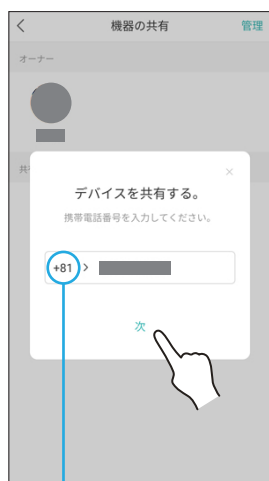 機器の共有 管理
オーナー
共
×
デバイスを共有する。
携帯電話番号を入力してください。
+81 >
次